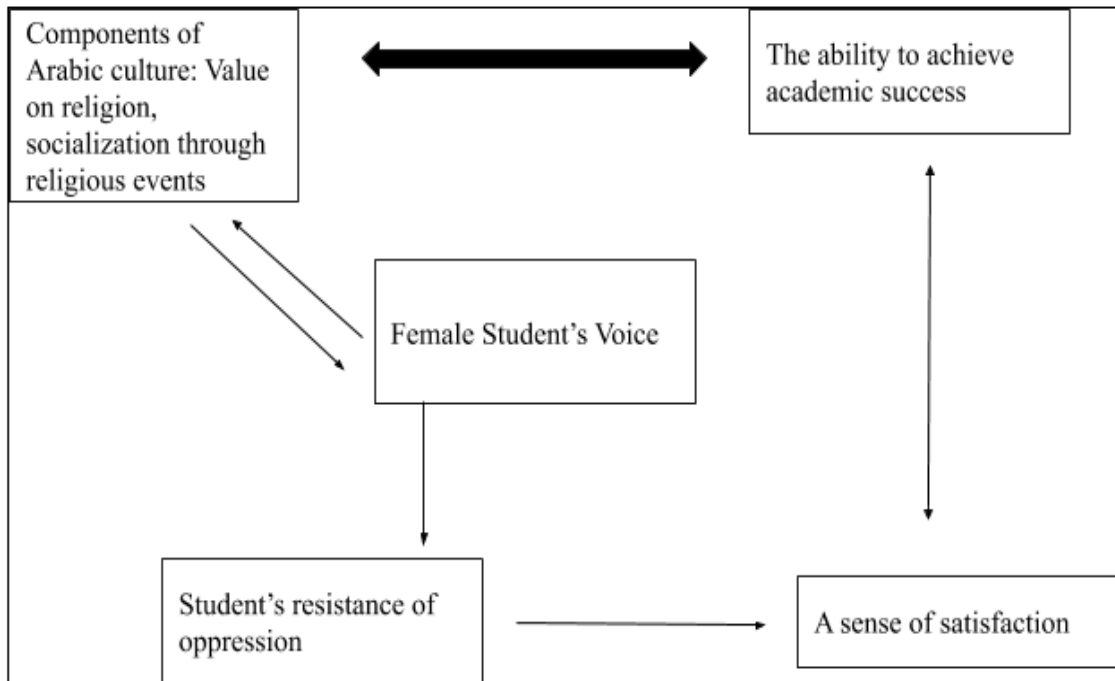 Components of
Arabic culture: Value
on religion,
socialization through
religious events
The ability to achieve
academic success
Female Student’s Voice
Student’s resistance of
oppression
A sense of satisfaction